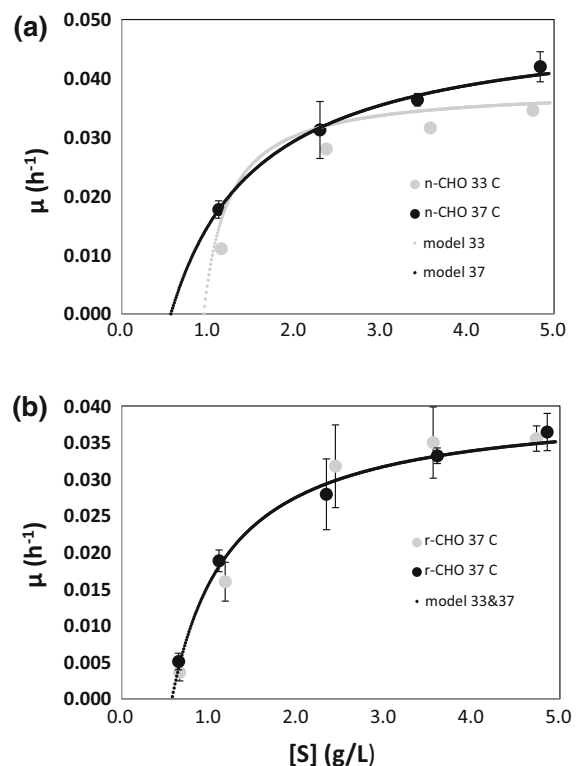 (a)
0.050
0.040
0.030
0.020
0.010
0.000
μ (h-1)
n-CHO 33 C
n-CHO 37 C
model 33
model 37
0.0 1.0 2.0 3.0 4.0 5.0
(b)
0.040
0.035
0.030
0.025
0.020
0.015
0.010
0.005
0.000
μ (h-1)
r-CHO 37 C
r-CHO 37 C
model 33&37
0.0 1.0 2.0 3.0 4.0 5.0
[S] (g/L)